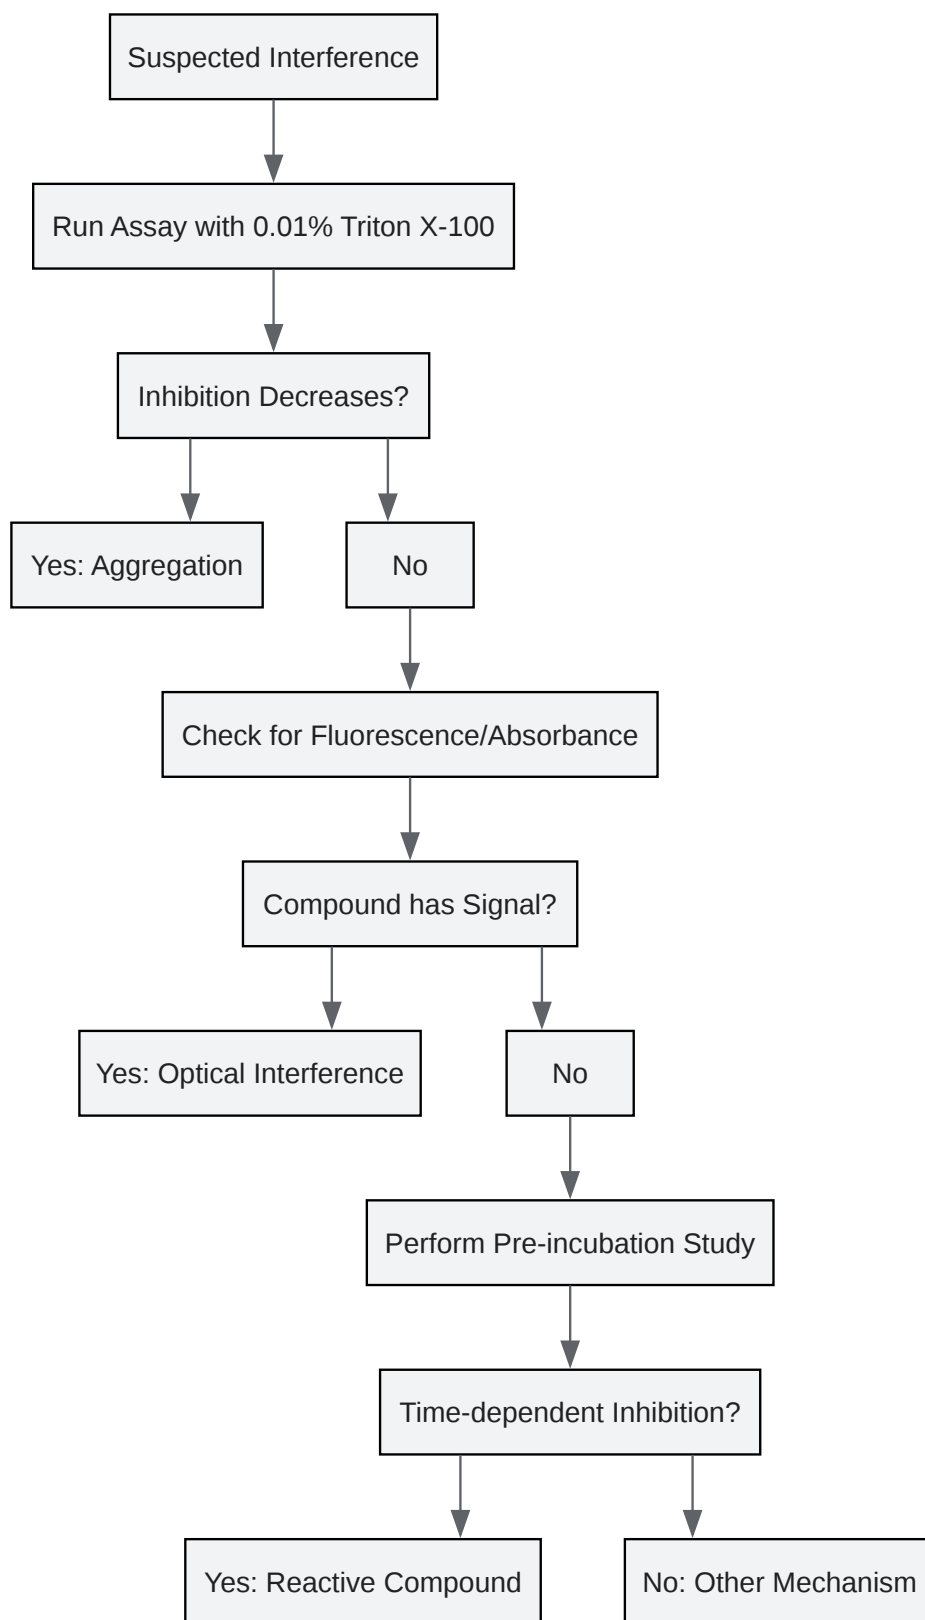 Suspected Interference
Run Assay with 0.01% Triton X-100
Inhibition Decreases?
Yes: Aggregation
No
Check for Fluorescence/Absorbance
Compound has Signal?
Yes: Optical Interference
No
Perform Pre-incubation Study
Time-dependent Inhibition?
Yes: Reactive Compound
No: Other Mechanism